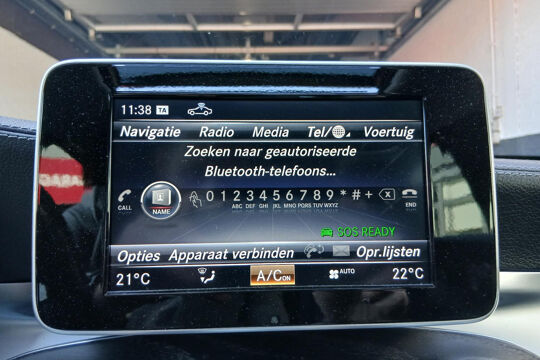 11:38 TA
Navigatie Radio Media Tel/ Voertuig
Zoeken naar geautoriseerde
Bluetooth-telefoons...
0 1 2 3 4 5 6 7 8 9 * # +
CALL NAME ABC DEF GHI JKL MNO PQRS TUV WXYZ END
SOS READY
Opties Apparaat verbinden Opr.lijsten
21°C A/C ON AUTO 22°C